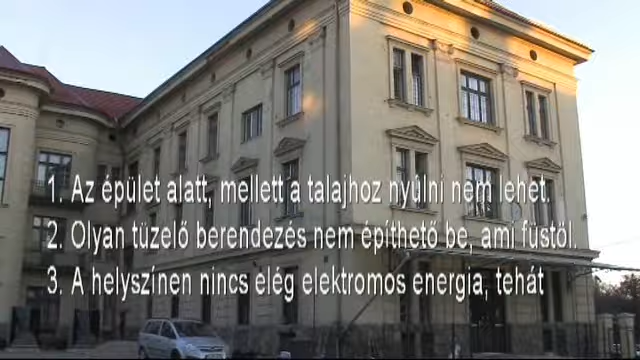 1. Az épület alatt, mellett a talajhoz nyúlni nem lehet.
2. Olyan tüzelő berendezés nem építhető be, ami füstöl.
3. A helyszínen nincs elég elektromos energia, tehát